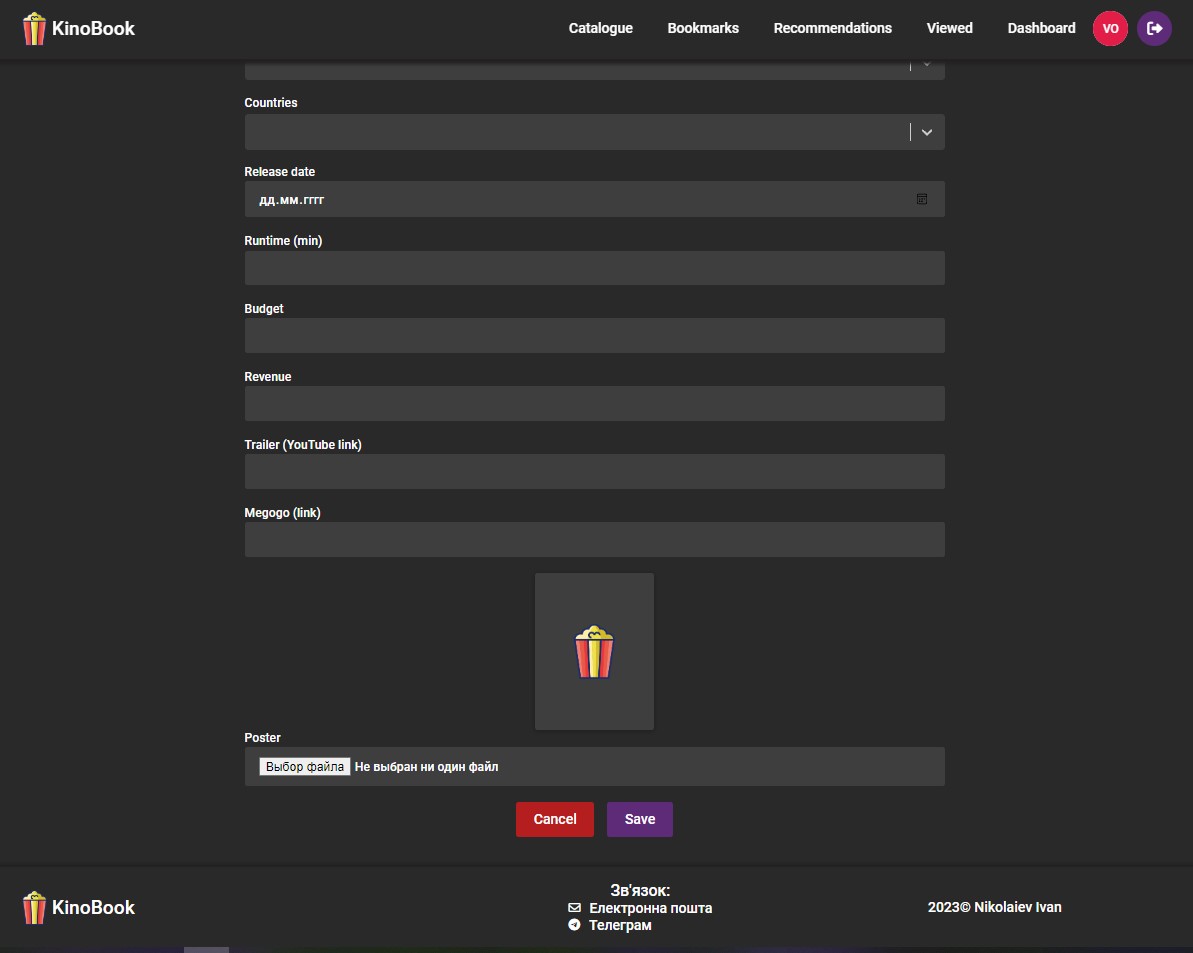 KinoBook
Catalogue
Bookmarks
Recommendations
Viewed
Dashboard
VO
Countries
Release date
дд.мм.гггг
Runtime (min)
Budget
Revenue
Trailer (YouTube link)
Megogo (link)
Poster
Выбор файла Не выбран ни один файл
Cancel
Save
KinoBook
Зв'язок:
Електронна пошта
Телеграм
2023© Nikolaiev Ivan